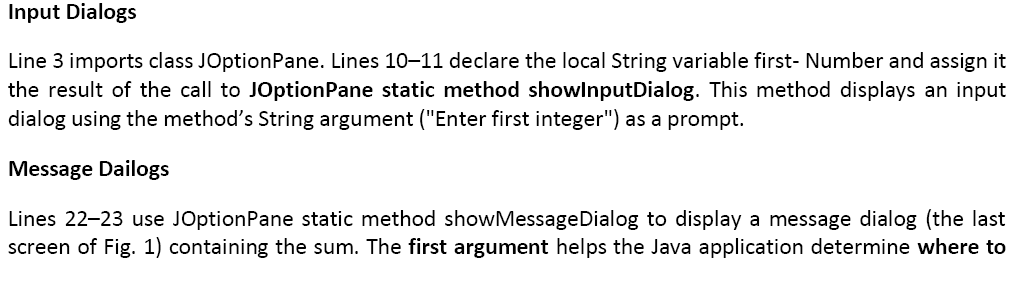 Input Dialogs
Line 3 imports class JOptionPane. Lines 10–11 declare the local String variable first- Number and assign it
the result of the call to JOptionPane static method showInputDialog. This method displays an input
dialog using the method’s String argument ("Enter first integer") as a prompt.
Message Dailogs
Lines 22–23 use JOptionPane static method showMessageDialog to display a message dialog (the last
screen of Fig. 1) containing the sum. The first argument helps the Java application determine where to